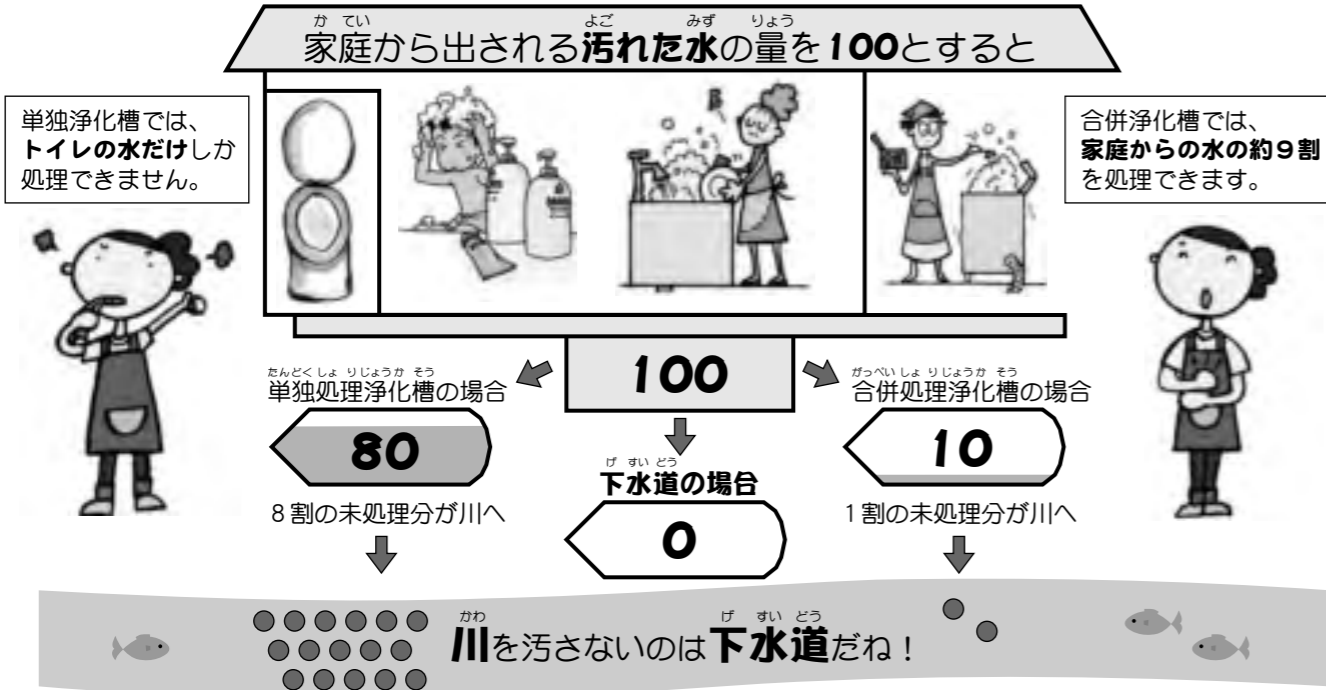 家庭から出される汚れた水の量を100とすると
か てい よご みず りょう
単独浄化槽では、
トイレの水だけしか
処理できません。
合併浄化槽では、
家庭からの水の約9割
を処理できます。
100
たんどくしょ りじょうか そう
単独処理浄化槽の場合
80
8割の未処理分が川へ
げ すい どう
下水道の場合
0
がっぺいしょ りじょうか そう
合併処理浄化槽の場合
10
1割の未処理分が川へ
かわ げ すい どう
川を汚さないのは下水道だね！